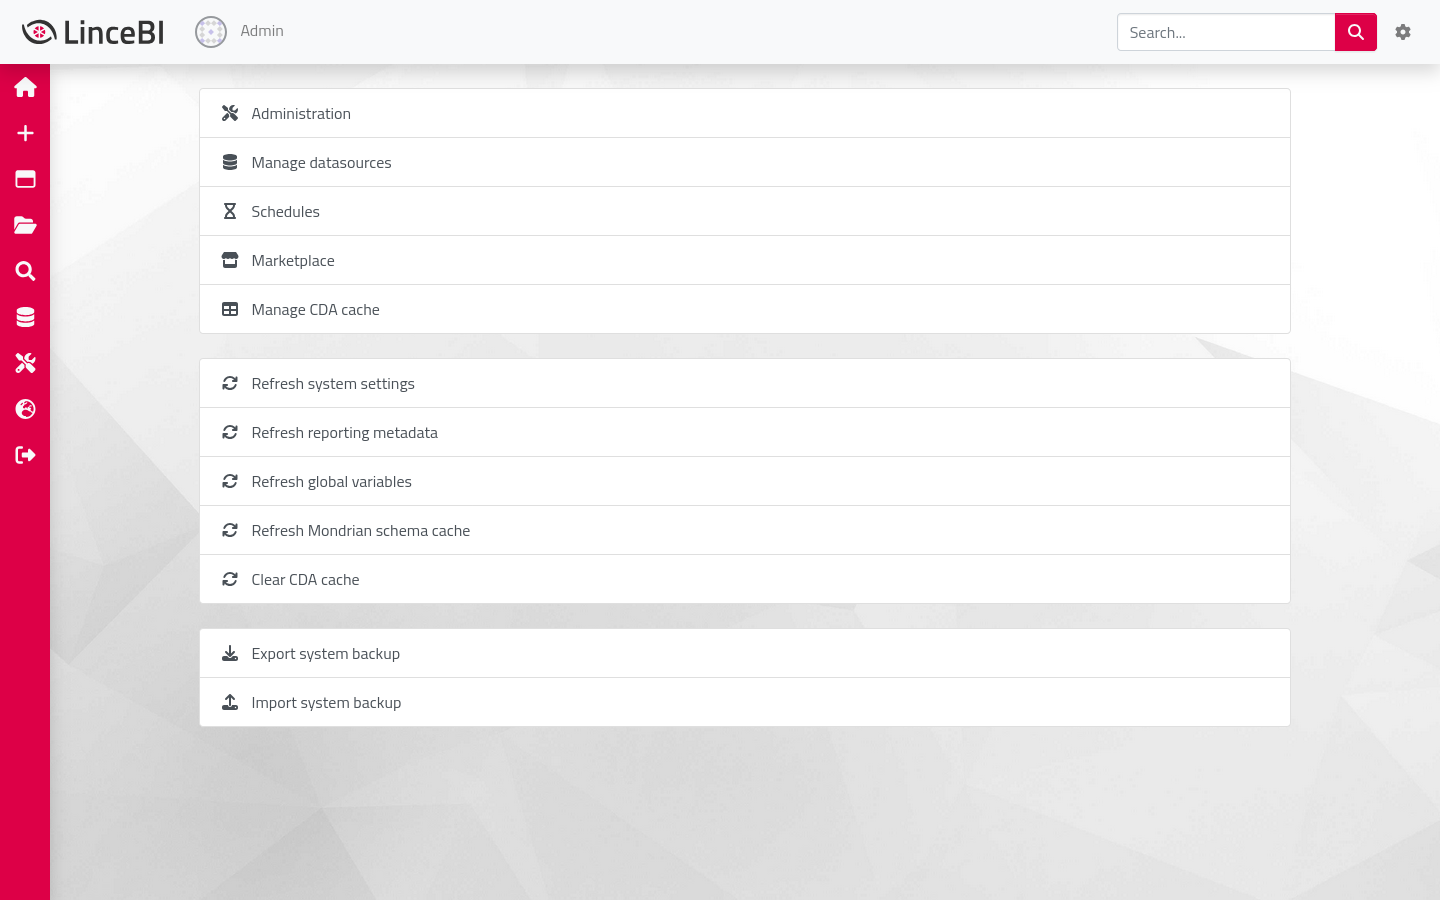 LinceBI
Admin
Search...
Administration
Manage datasources
Schedules
Marketplace
Manage CDA cache
Refresh system settings
Refresh reporting metadata
Refresh global variables
Refresh Mondrian schema cache
Clear CDA cache
Export system backup
Import system backup